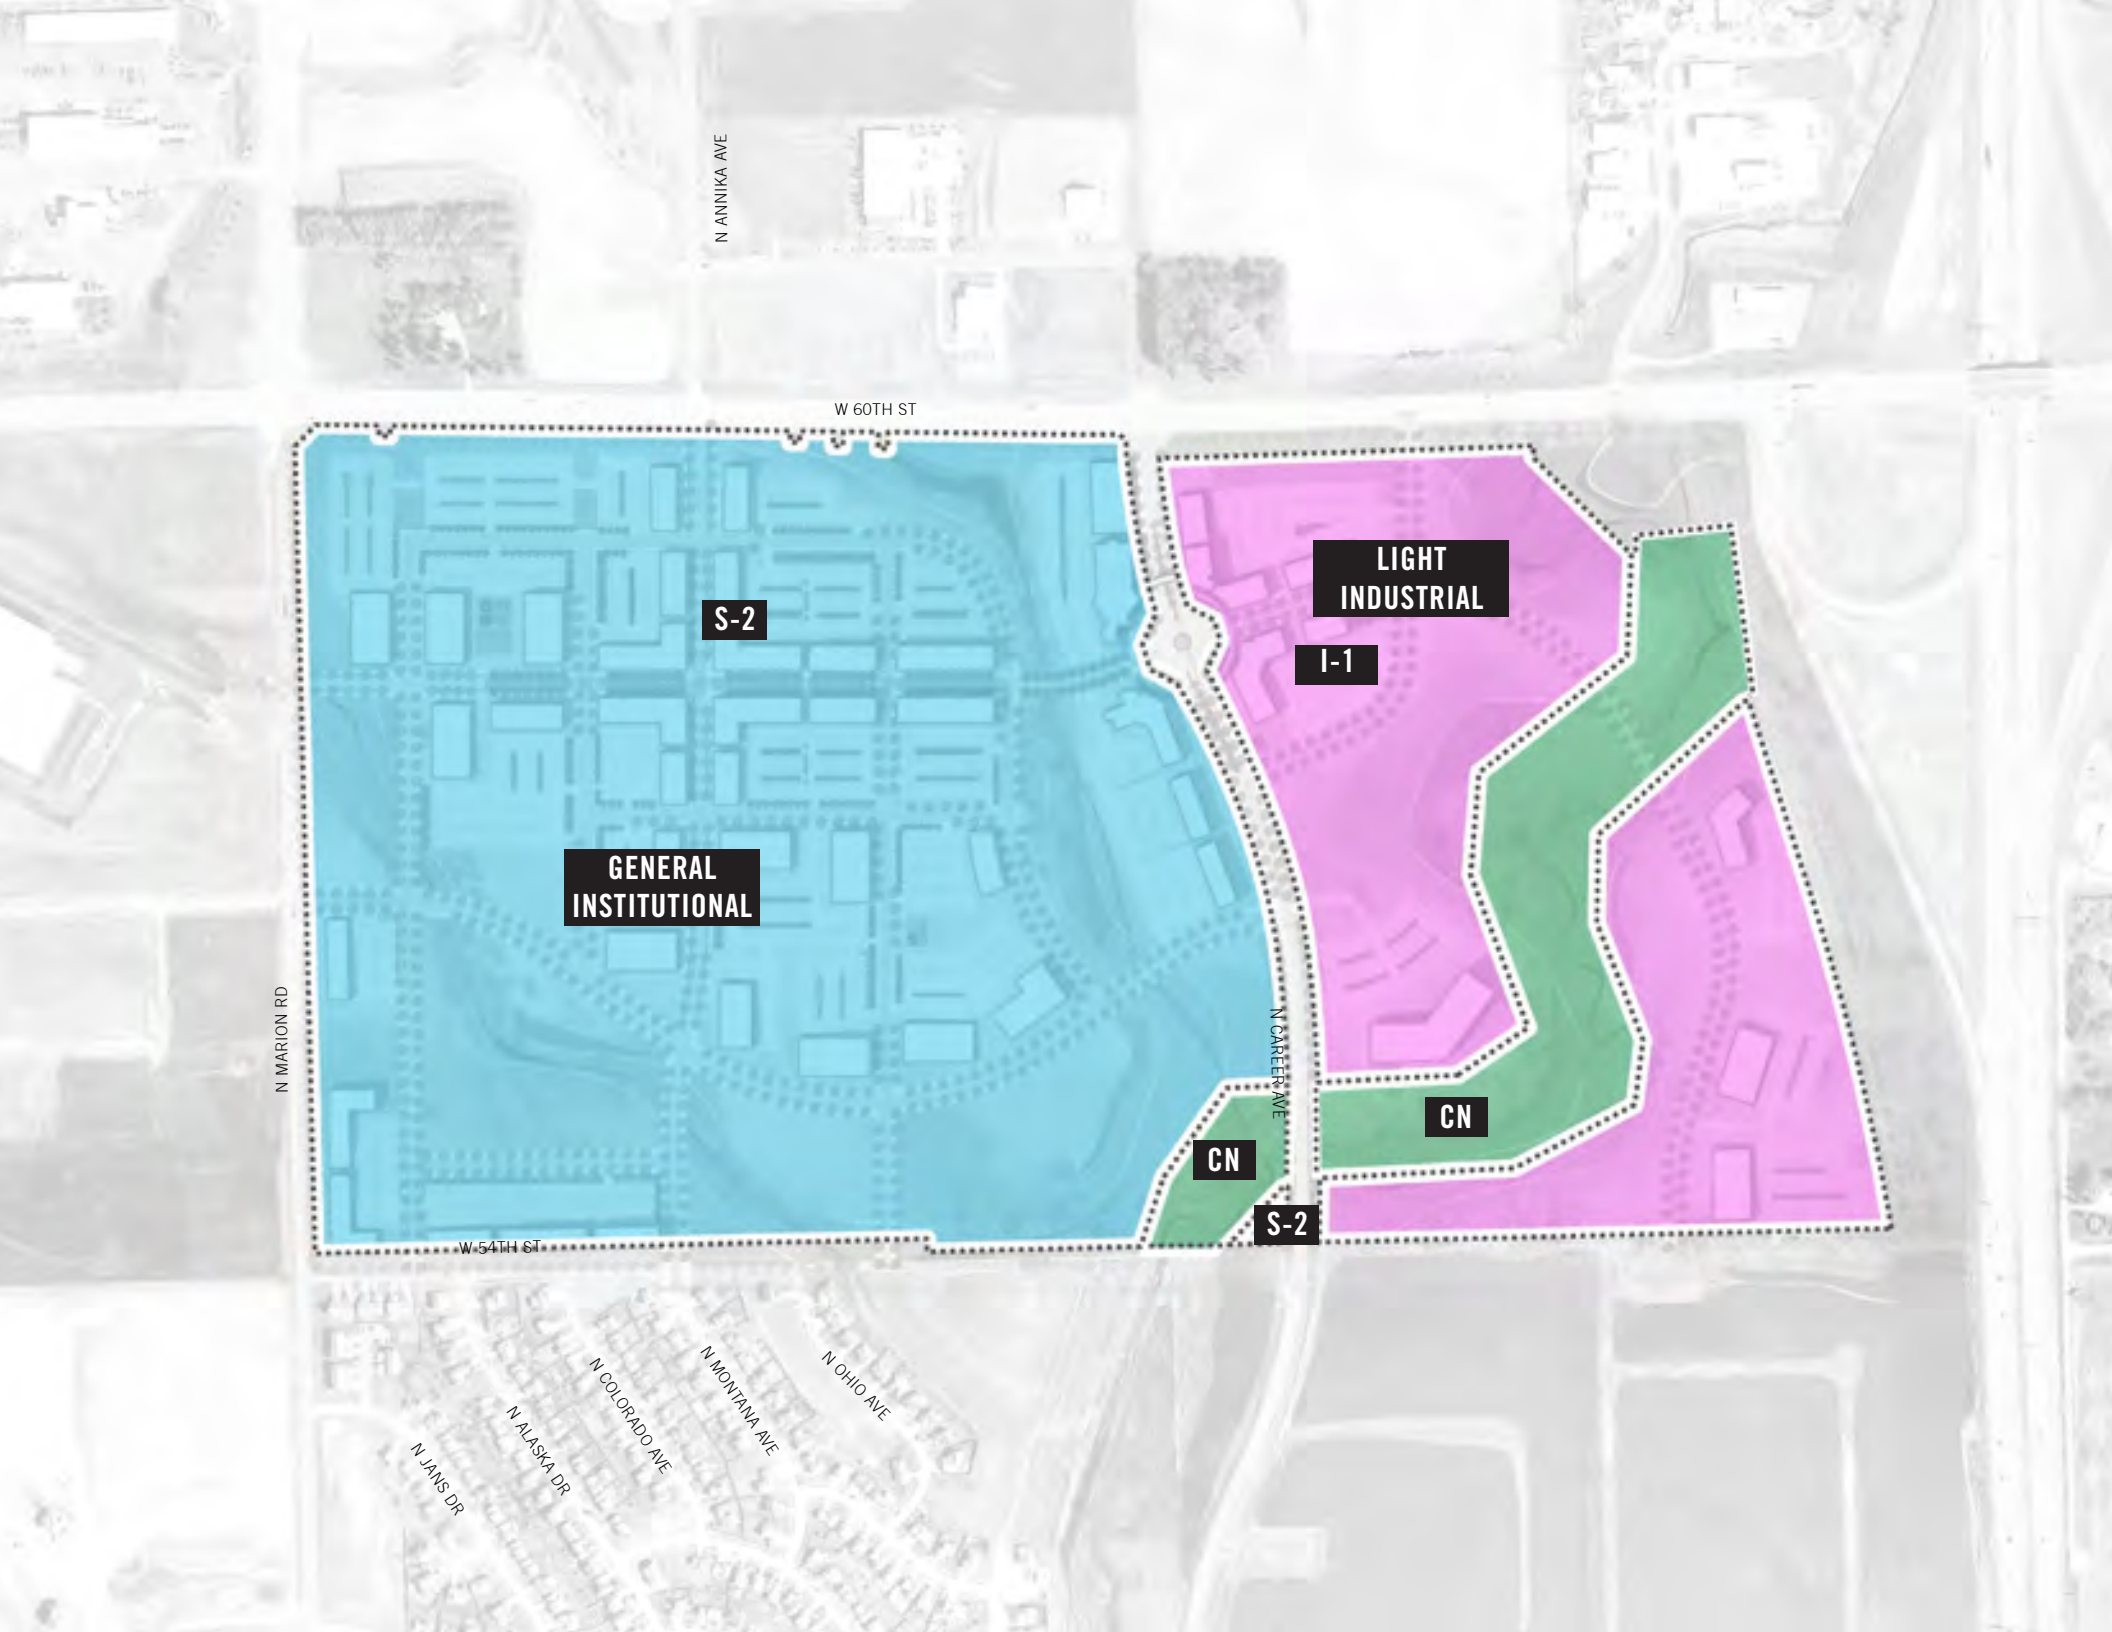 N ANNIKA AVE
W 60TH ST
LIGHT
INDUSTRIAL
S-2
I-1
GENERAL
INSTITUTIONAL
N MARION RD
N CAREER AVE
CN
CN
S-2
W 54TH ST
N OHIO AVE
N MONTANA AVE
N COLORADO AVE
N ALASKA DR
N JANS DR